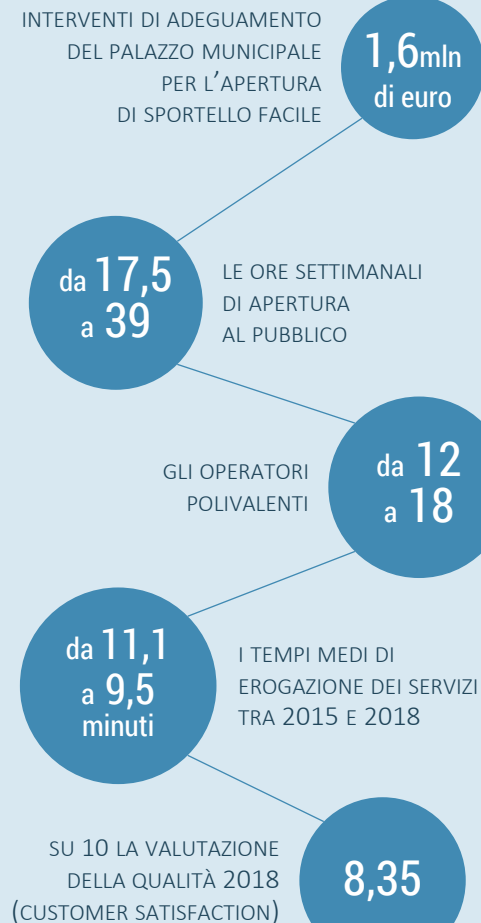 INTERVENTI DI ADEGUAMENTO
DEL PALAZZO MUNICIPALE
PER L'APERTURA
DI SPORTELLO FACILE
1,6mln
di euro
da 17,5
a 39
LE ORE SETTIMANALI
DI APERTURA
AL PUBBLICO
GLI OPERATORI
POLIVALENTI
da 12
a 18
da 11,1
a 9,5
minuti
I TEMPI MEDI DI
EROGAZIONE DEI SERVIZI
TRA 2015 E 2018
SU 10 LA VALUTAZIONE
DELLA QUALITÀ 2018
(CUSTOMER SATISFACTION)
8,35